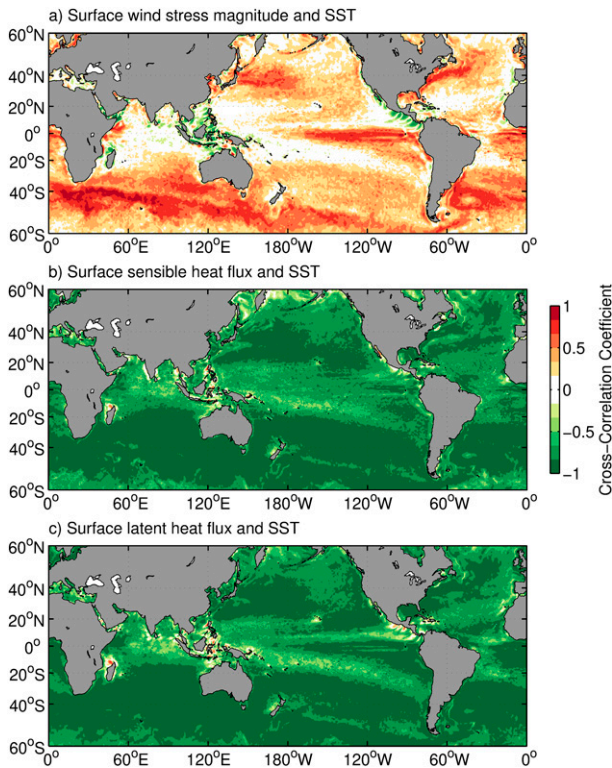 a) Surface wind stress magnitude and SST
60°N
40°N
20°N
0°
20°S
40°S
60°S
0° 60°E 120°E 180°W 120°W 60°W 0°
b) Surface sensible heat flux and SST
60°N
40°N
20°N
0°
20°S
40°S
60°S
0° 60°E 120°E 180°W 120°W 60°W 0°
1
0.5
0
−0.5
−1
Cross−Correlation Coefficient
c) Surface latent heat flux and SST
60°N
40°N
20°N
0°
20°S
40°S
60°S
0° 60°E 120°E 180°W 120°W 60°W 0°